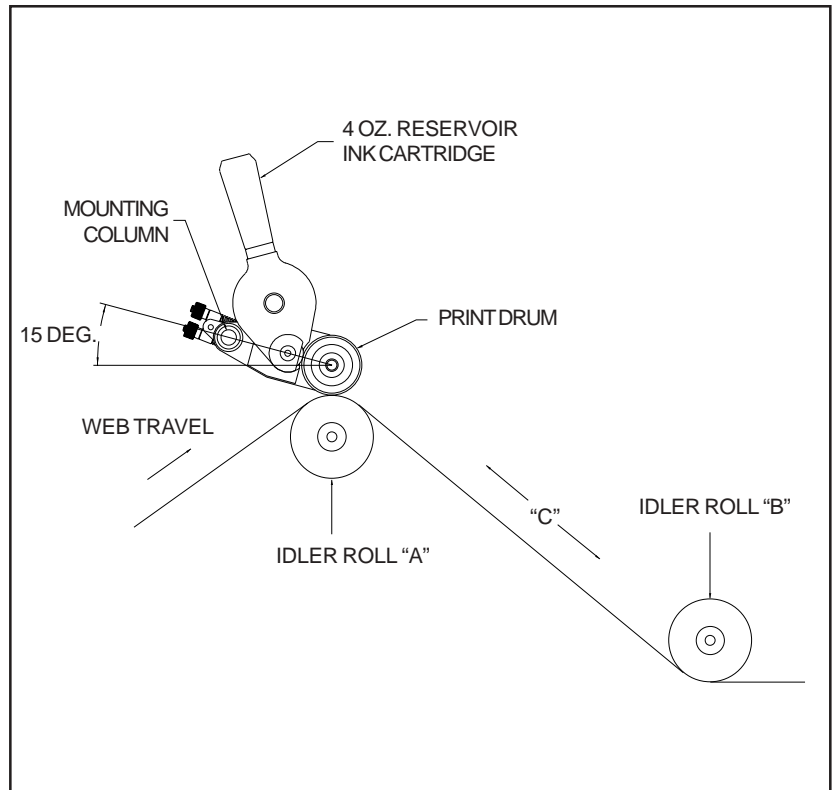 4 OZ. RESERVOIR
INK CARTRIDGE
MOUNTING
COLUMN
PRINT DRUM
15 DEG.
WEB TRAVEL
“C”
IDLER ROLL “B”
IDLER ROLL “A”